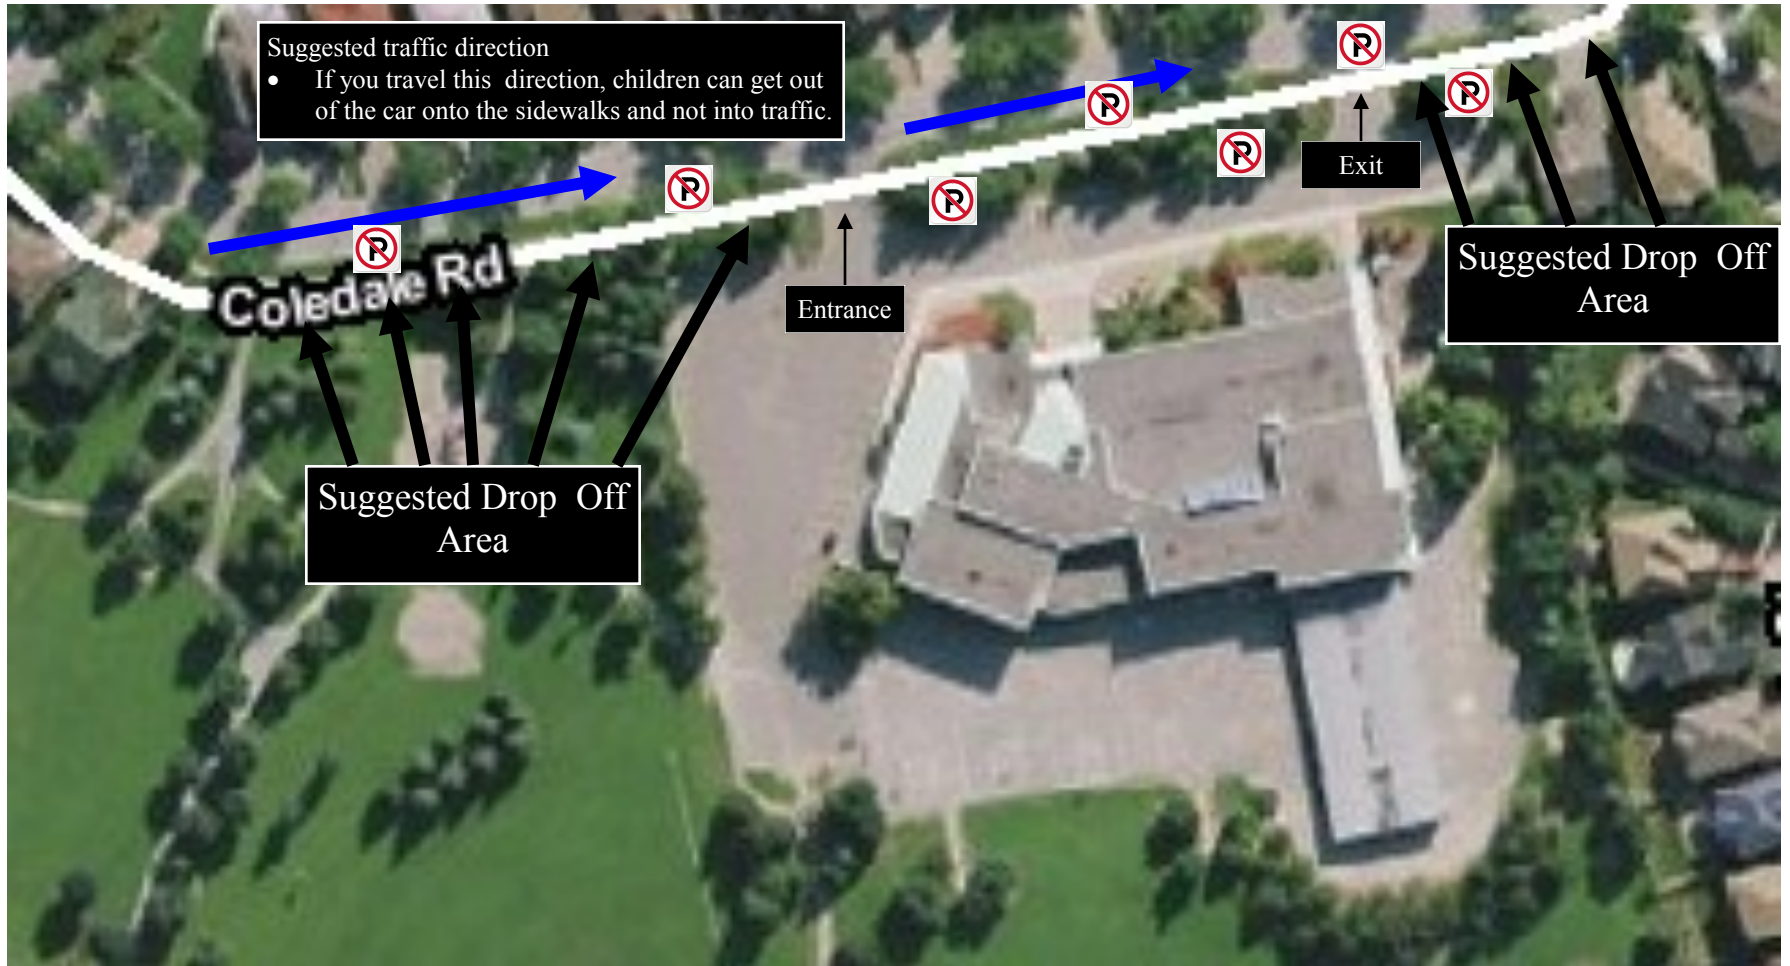 Suggested traffic direction
• If you travel this direction, children can get out
of the car onto the sidewalks and not into traffic.
P
P
P
P
P
P
P
Exit
Suggested Drop Off
Area
Coledale Rd
Entrance
Suggested Drop Off
Area